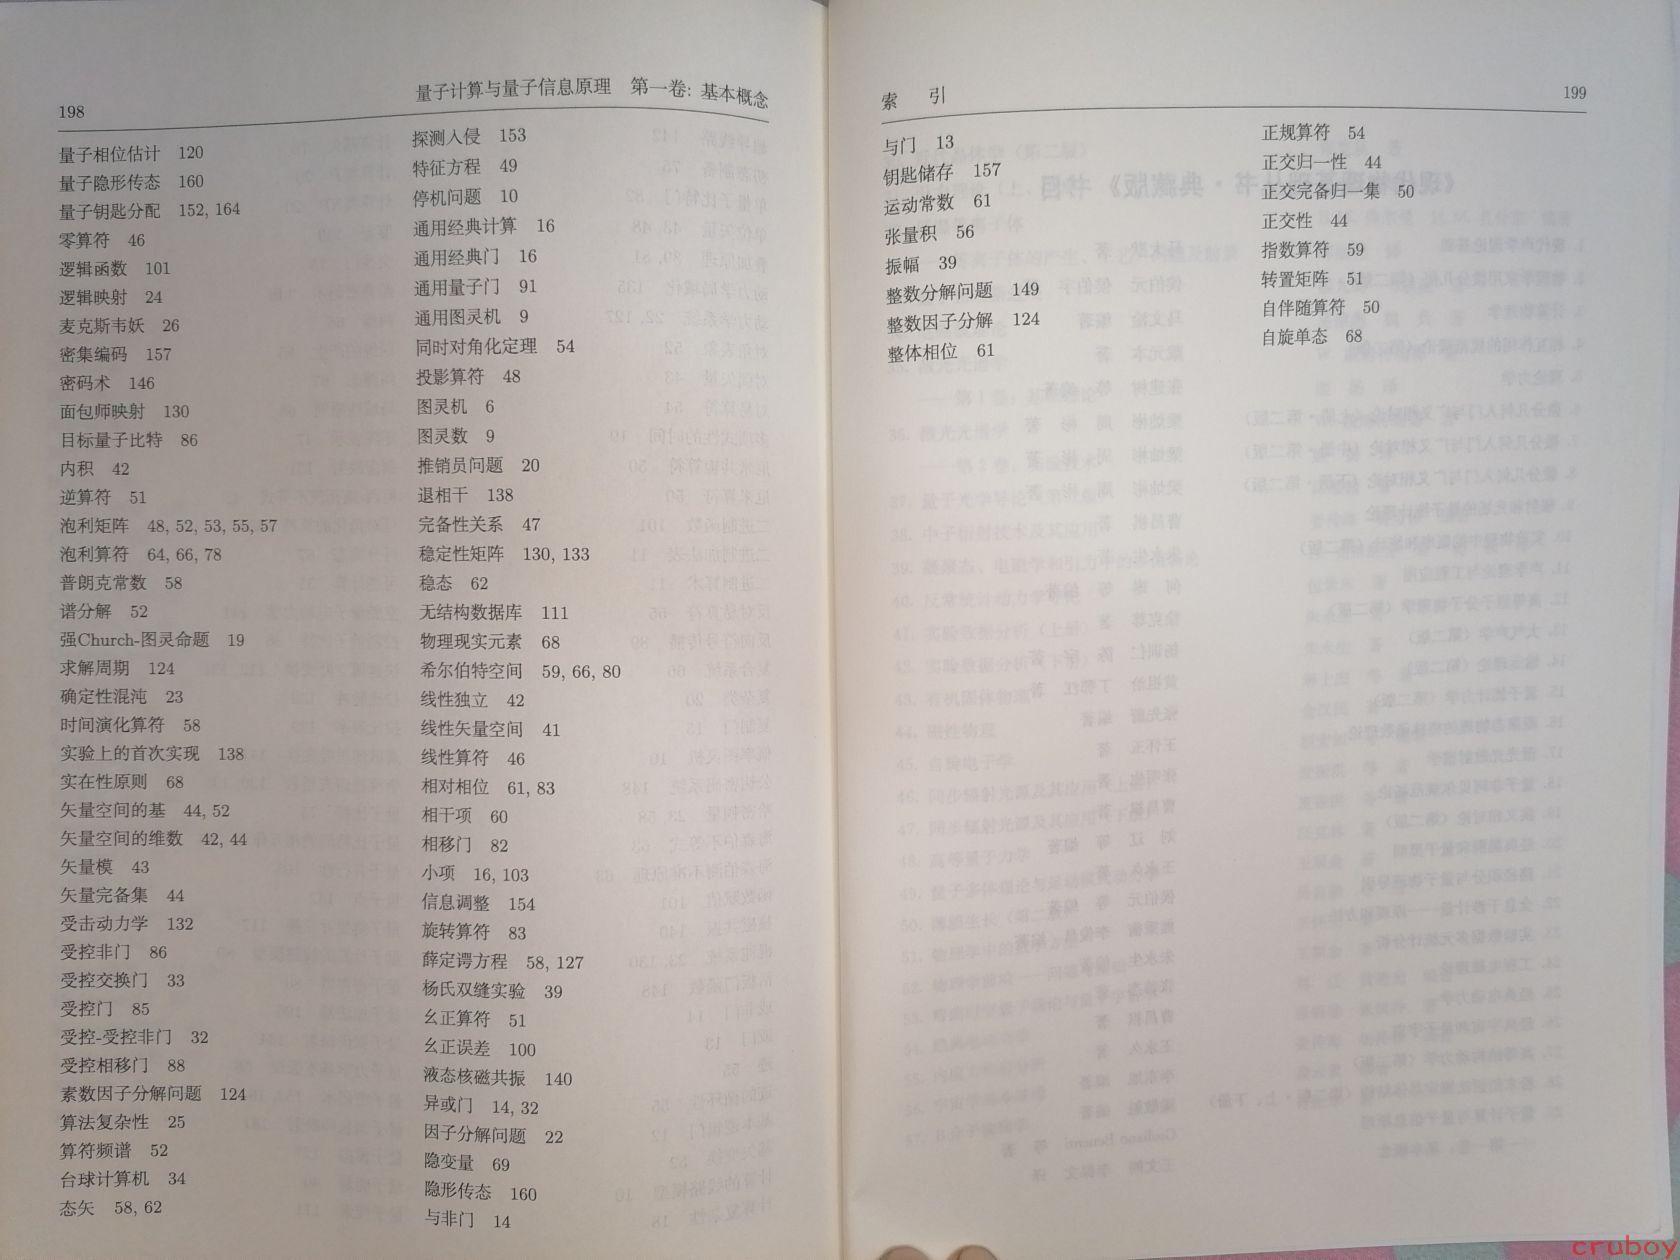 198
量子计算与量子信息原理 第一卷: 基本概念
量子相位估计 120
量子隐形传态 160
量子钥匙分配 152, 164
零算符 46
逻辑函数 101
逻辑映射 24
麦克斯韦妖 26
密集编码 157
密码术 146
面包师映射 130
目标量子比特 86
内积 42
逆算符 51
泡利矩阵 48, 52, 53, 55, 57
泡利算符 64, 66, 78
普朗克常数 58
谱分解 52
强Church-图灵命题 19
求解周期 124
确定性混沌 23
时间演化算符 58
实验上的首次实现 138
实在性原则 68
矢量空间的基 44, 52
矢量空间的维数 42, 44
矢量模 43
矢量完备集 44
受击动力学 132
受控非门 86
受控交换门 33
受控门 85
受控-受控非门 32
受控相移门 88
素数因子分解问题 124
算法复杂性 25
算符频谱 52
台球计算机 34
态矢 58, 62
探测入侵 153
特征方程 49
停机问题 10
通用经典计算 16
通用经典门 16
通用量子门 91
通用图灵机 9
同时对角化定理 54
投影算符 48
图灵机 6
图灵数 9
推销员问题 20
退相干 138
完备性关系 47
稳定性矩阵 130, 133
稳态 62
无结构数据库 111
物理现实元素 68
希尔伯特空间 59, 66, 80
线性独立 42
线性矢量空间 41
线性算符 46
相对相位 61, 83
相干项 60
相移门 82
小项 16, 103
信息调整 154
旋转算符 83
薛定谔方程 58, 127
杨氏双缝实验 39
幺正算符 51
幺正误差 100
液态核磁共振 140
异或门 14, 32
因子分解问题 22
隐变量 69
隐形传态 160
与非门 14
索 引
199
与门 13
钥匙储存 157
运动常数 61
张量积 56
振幅 39
整数分解问题 149
整数因子分解 124
整体相位 61
正规算符 54
正交归一性 44
正交完备归一集 50
正交性 44
指数算符 59
转置矩阵 51
自伴随算符 50
自旋单态 68
cruboy